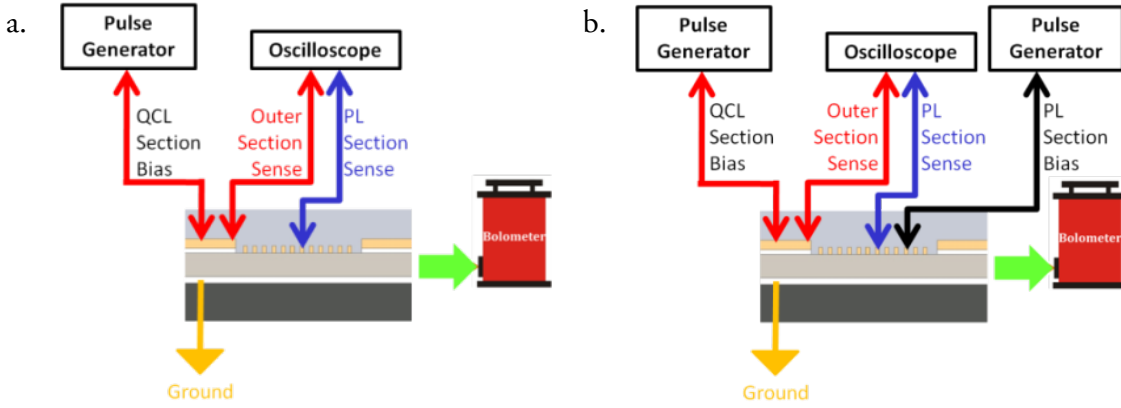 a.
Pulse
Generator
Oscilloscope
QCL
Section
Bias
Outer
Section
Sense
PL
Section
Sense
Bolometer
Ground
b.
Pulse
Generator
Oscilloscope
Pulse
Generator
QCL
Section
Bias
Outer
Section
Sense
PL
Section
Sense
PL
Section
Bias
Bolometer
Ground